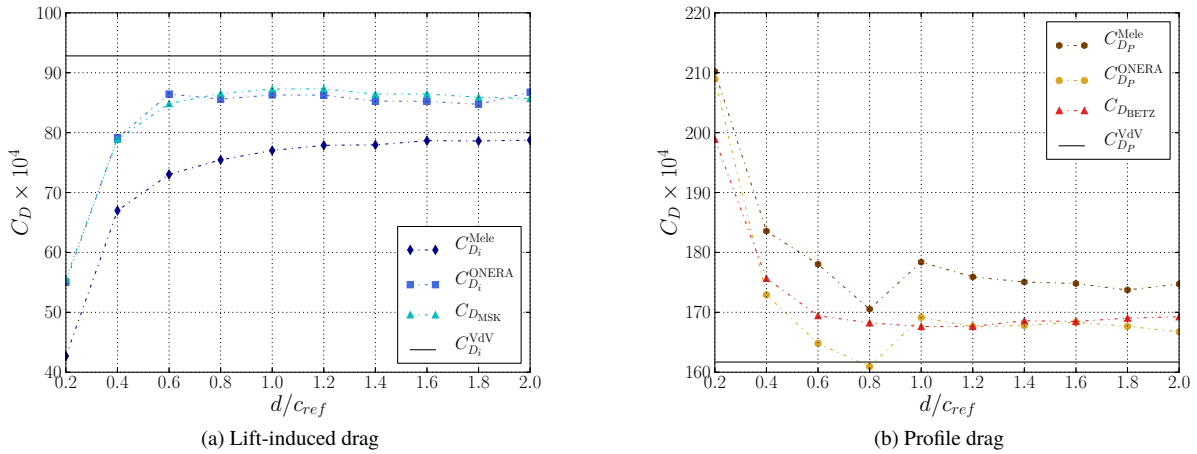 100
90
80
70
60
50
40
C_D × 10^4
0.2 0.4 0.6 0.8 1.0 1.2 1.4 1.6 1.8 2.0
d/c_ref
C_{D_i}^{Mele}
C_{D_i}^{ONERA}
C_{D_MSK}
C_{D_i}^{VdV}
(a) Lift-induced drag
220
210
200
190
180
170
160
C_D × 10^4
0.2 0.4 0.6 0.8 1.0 1.2 1.4 1.6 1.8 2.0
d/c_ref
C_{D_P}^{Mele}
C_{D_P}^{ONERA}
C_{D_BETZ}
C_{D_P}^{VdV}
(b) Profile drag